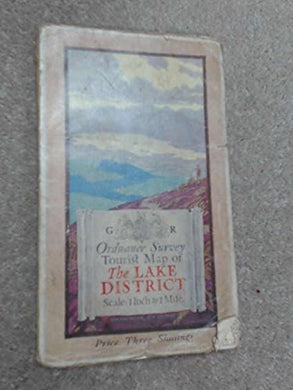 G R
Ordnance Survey
Tourist Map of
The LAKE
DISTRICT
Scale: 1 Inch to 1 Mile.
Price Three Shillings